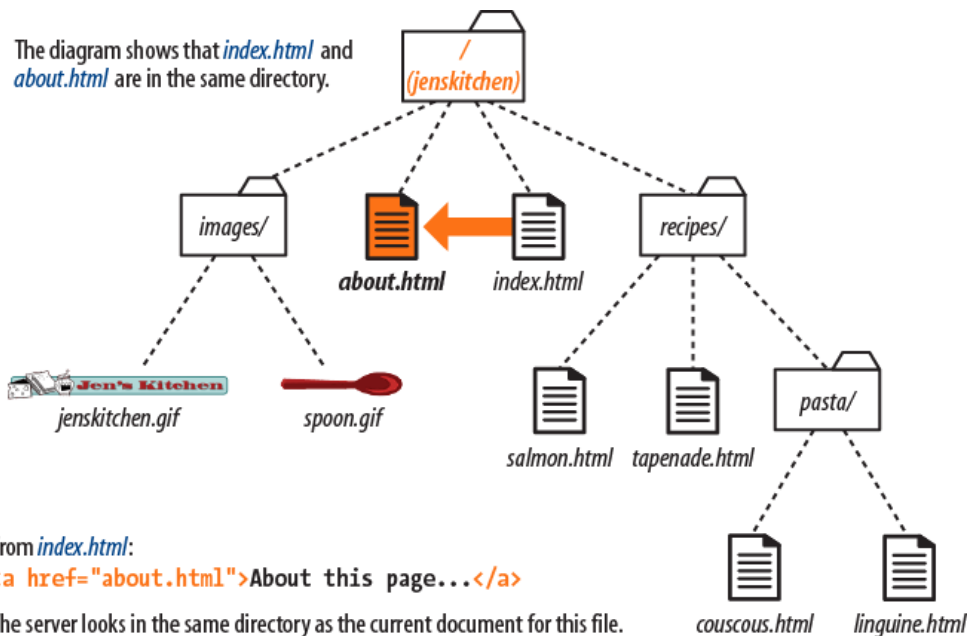 The diagram shows that index.html and
about.html are in the same directory.
/
(jenskitchen)
images/
recipes/
about.html
index.html
Jen's Kitchen
jenskitchen.gif
spoon.gif
pasta/
salmon.html
tapenade.html
rom index.html:
a href="about.html">About this page...</a>
he server looks in the same directory as the current document for this file.
couscous.html
linguine.html